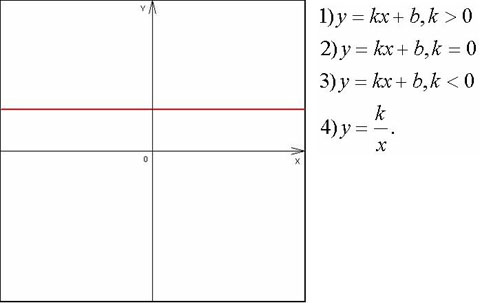 Y
0
X
1) y = kx + b, k > 0
2) y = kx + b, k = 0
3) y = kx + b, k < 0
4) y = k/x.